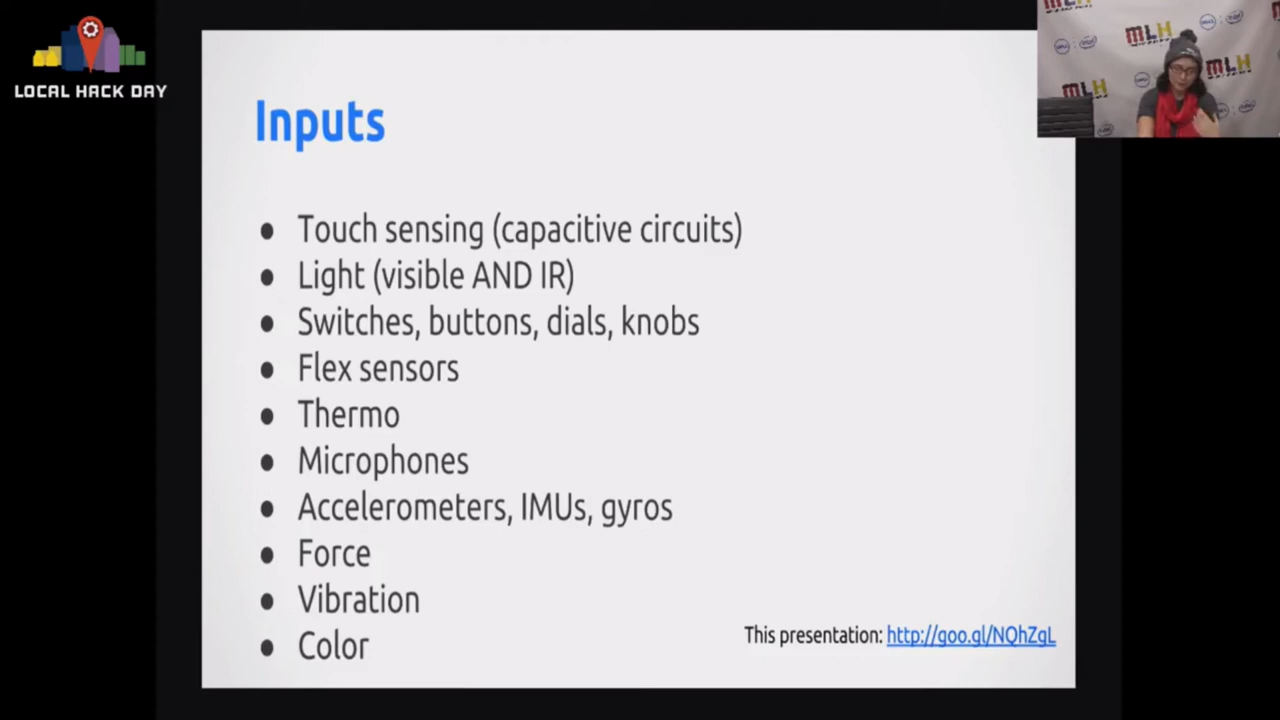 LOCAL HACK DAY
MLH
MLH
MLH
Inputs
● Touch sensing (capacitive circuits)
● Light (visible AND IR)
● Switches, buttons, dials, knobs
● Flex sensors
● Thermo
● Microphones
● Accelerometers, IMUs, gyros
● Force
● Vibration
● Color
This presentation: http://goo.gl/NQhZgL